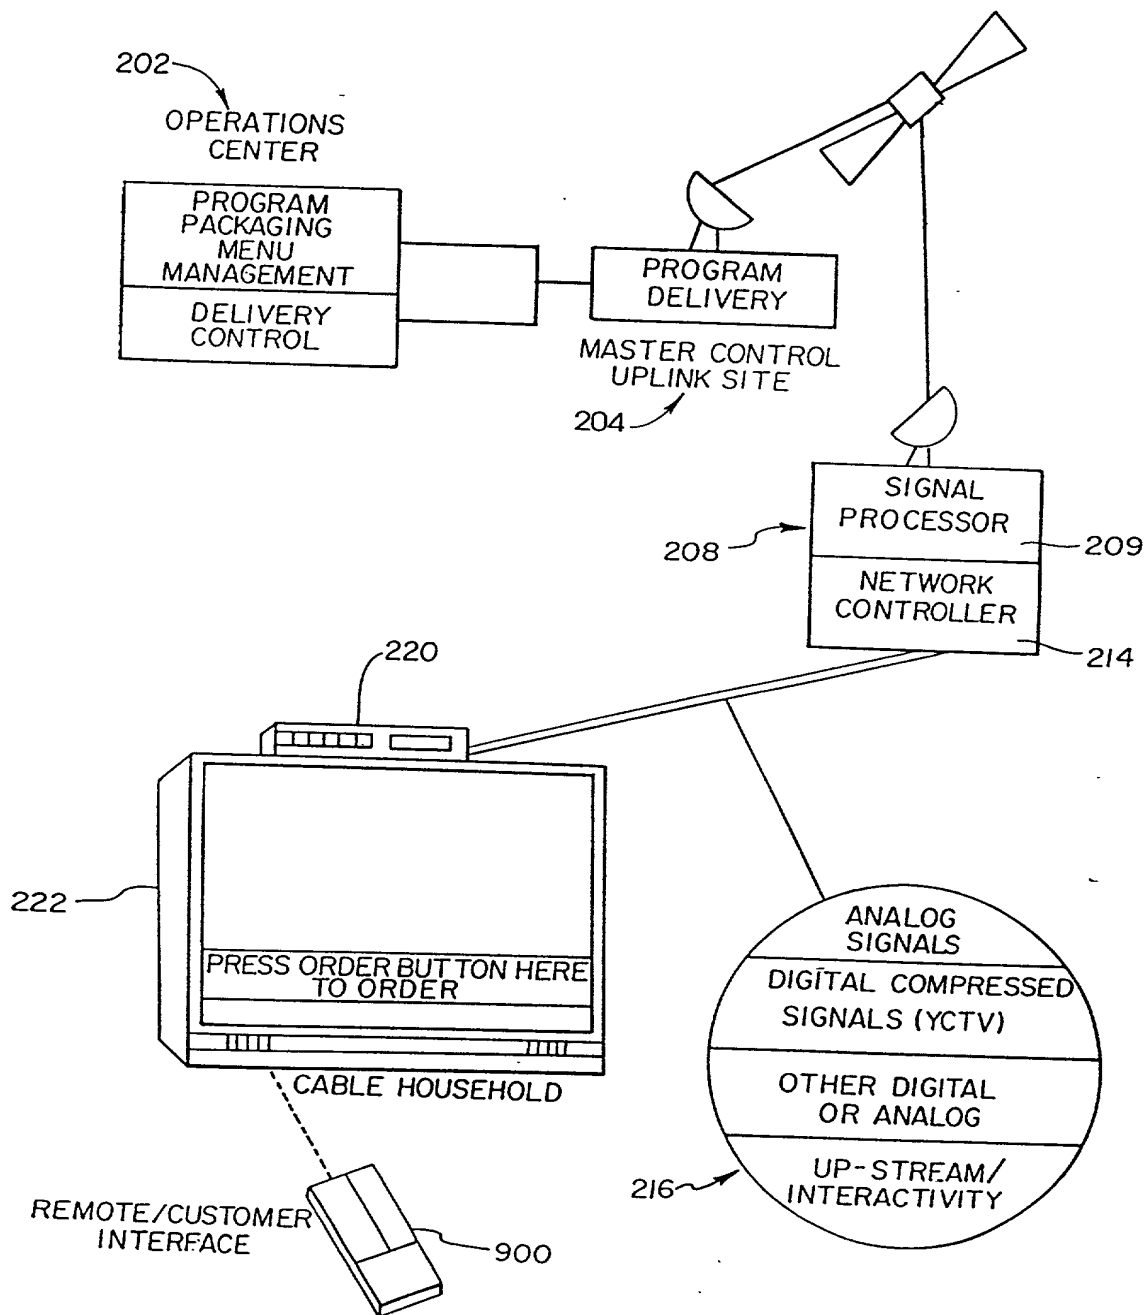 202
OPERATIONS
CENTER
PROGRAM
PACKAGING
MENU
MANAGEMENT
DELIVERY
CONTROL
PROGRAM
DELIVERY
MASTER CONTROL
UPLINK SITE
204
SIGNAL
PROCESSOR
208
209
NETWORK
CONTROLLER
214
220
222
PRESS ORDER BUTTON HERE
TO ORDER
CABLE HOUSEHOLD
ANALOG
SIGNALS
DIGITAL COMPRESSED
SIGNALS (YCTV)
OTHER DIGITAL
OR ANALOG
UP-STREAM/
INTERACTIVITY
216
REMOTE/CUSTOMER
INTERFACE
900